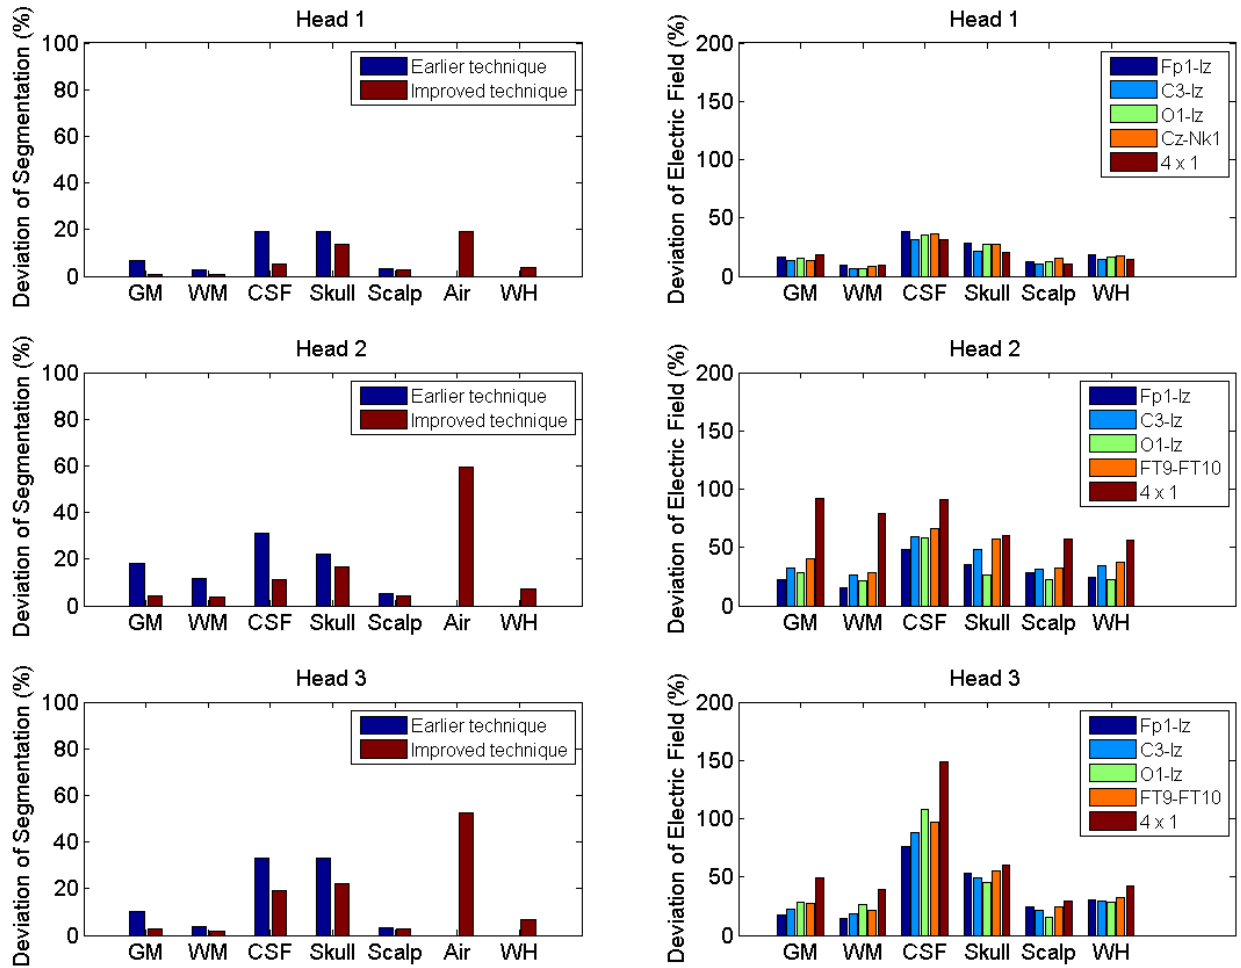 Head 1
Deviation of Segmentation (%)
100
80
60
40
20
0
Earlier technique
Improved technique
GM WM CSF Skull Scalp Air WH
Head 1
Deviation of Electric Field (%)
200
150
100
50
0
Fp1-Iz
C3-Iz
O1-Iz
Cz-Nk1
4 x 1
GM WM CSF Skull Scalp WH
Head 2
Deviation of Segmentation (%)
100
80
60
40
20
0
Earlier technique
Improved technique
GM WM CSF Skull Scalp Air WH
Head 2
Deviation of Electric Field (%)
200
150
100
50
0
Fp1-Iz
C3-Iz
O1-Iz
FT9-FT10
4 x 1
GM WM CSF Skull Scalp WH
Head 3
Deviation of Segmentation (%)
100
80
60
40
20
0
Earlier technique
Improved technique
GM WM CSF Skull Scalp Air WH
Head 3
Deviation of Electric Field (%)
200
150
100
50
0
Fp1-Iz
C3-Iz
O1-Iz
FT9-FT10
4 x 1
GM WM CSF Skull Scalp WH